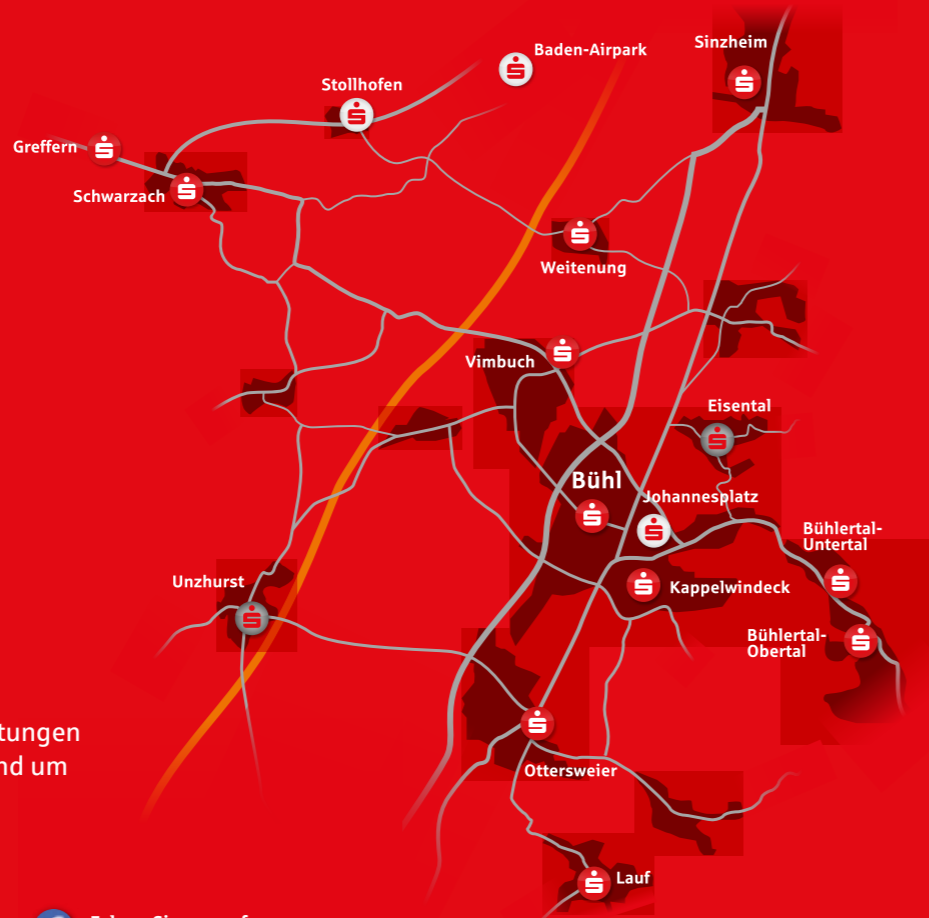 Baden-Airpark
Sinzheim
Stollhofen
Greffern
Schwarzach
Weitenung
Vimbuch
Eisental
Bühl
Johannesplatz
Bühlertal-
Untertal
Unzhurst
Kappelwindeck
Bühlertal-
Obertal
tungen
nd um
Ottersweier
Lauf